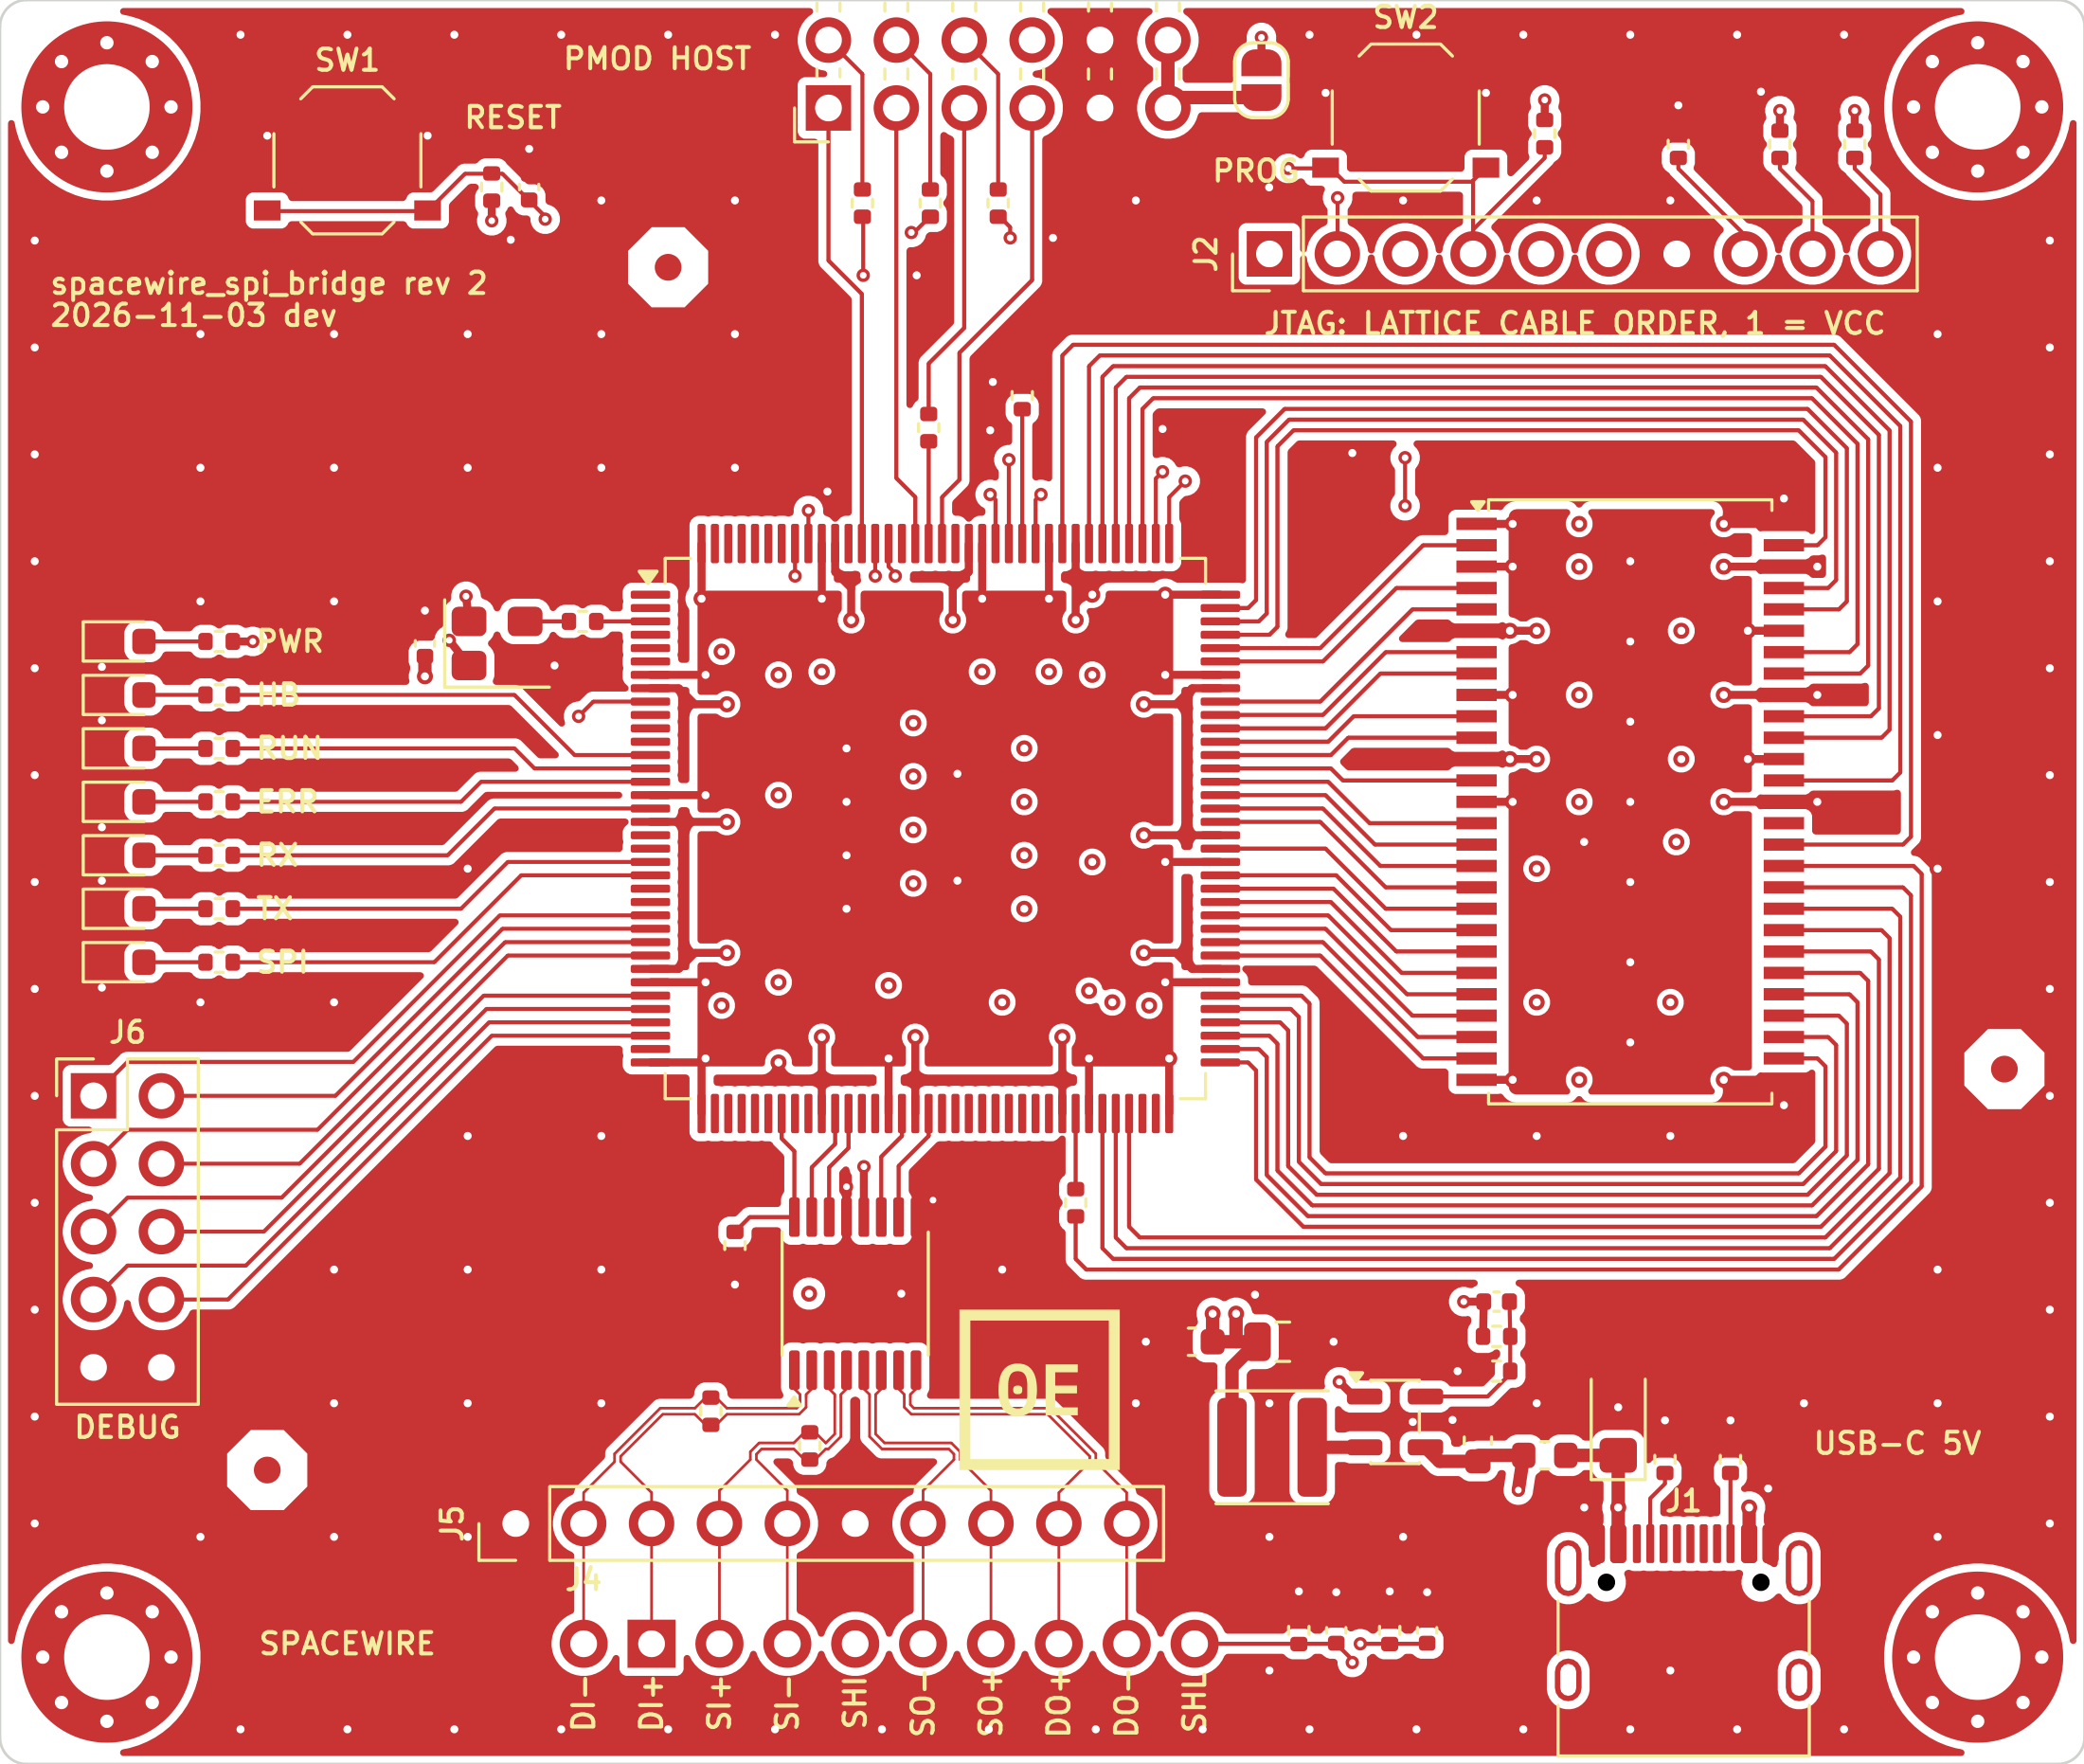 SW1
PMOD HOST
SW2
RESET
PROG
J2
spacewire_spi_bridge rev 2
2026-11-03 dev
JTAG: LATTICE CABLE ORDER, 1 = VCC
PWR
HB
RUN
ERR
RX
TX
SPI
J6
DEBUG
0E
USB-C 5V
J1
J5
J4
SPACEWIRE
DI-
DI+
SI+
SI-
SHI
SO-
SO+
DO+
DO-
SHL